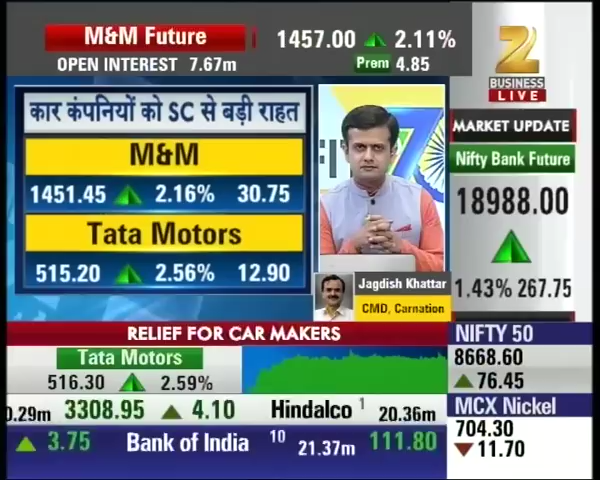 M&M Future
1457.00 2.11%
OPEN INTEREST 7.67m
Prem 4.85
Z
BUSINESS
LIVE
कार कंपनियों को SC से बड़ी राहत
M&M
1451.45 2.16% 30.75
Tata Motors
515.20 2.56% 12.90
MARKET UPDATE
Nifty Bank Future
18988.00
1.43% 267.75
Jagdish Khattar
CMD, Carnation
RELIEF FOR CAR MAKERS
Tata Motors
516.30 2.59%
NIFTY 50
8668.60
76.45
MCX Nickel
704.30
11.70
0.29m 3308.95 4.10 Hindalco 1 20.36m
3.75 Bank of India 10 21.37m 111.80